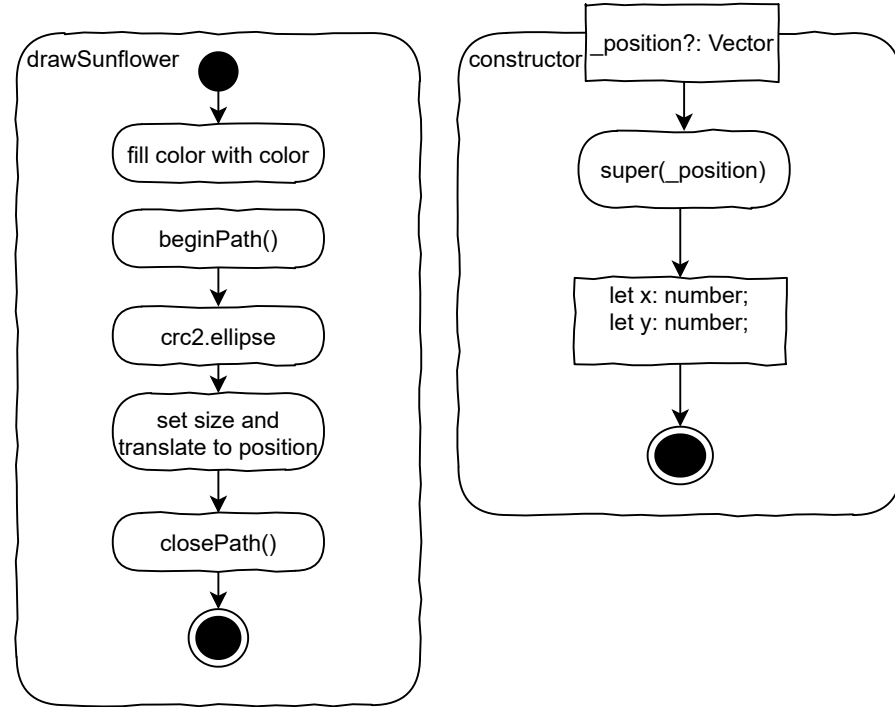 drawSunflower
fill color with color
beginPath()
crc2.ellipse
set size and
translate to position
closePath()
constructor
_position?: Vector
super(_position)
let x: number;
let y: number;